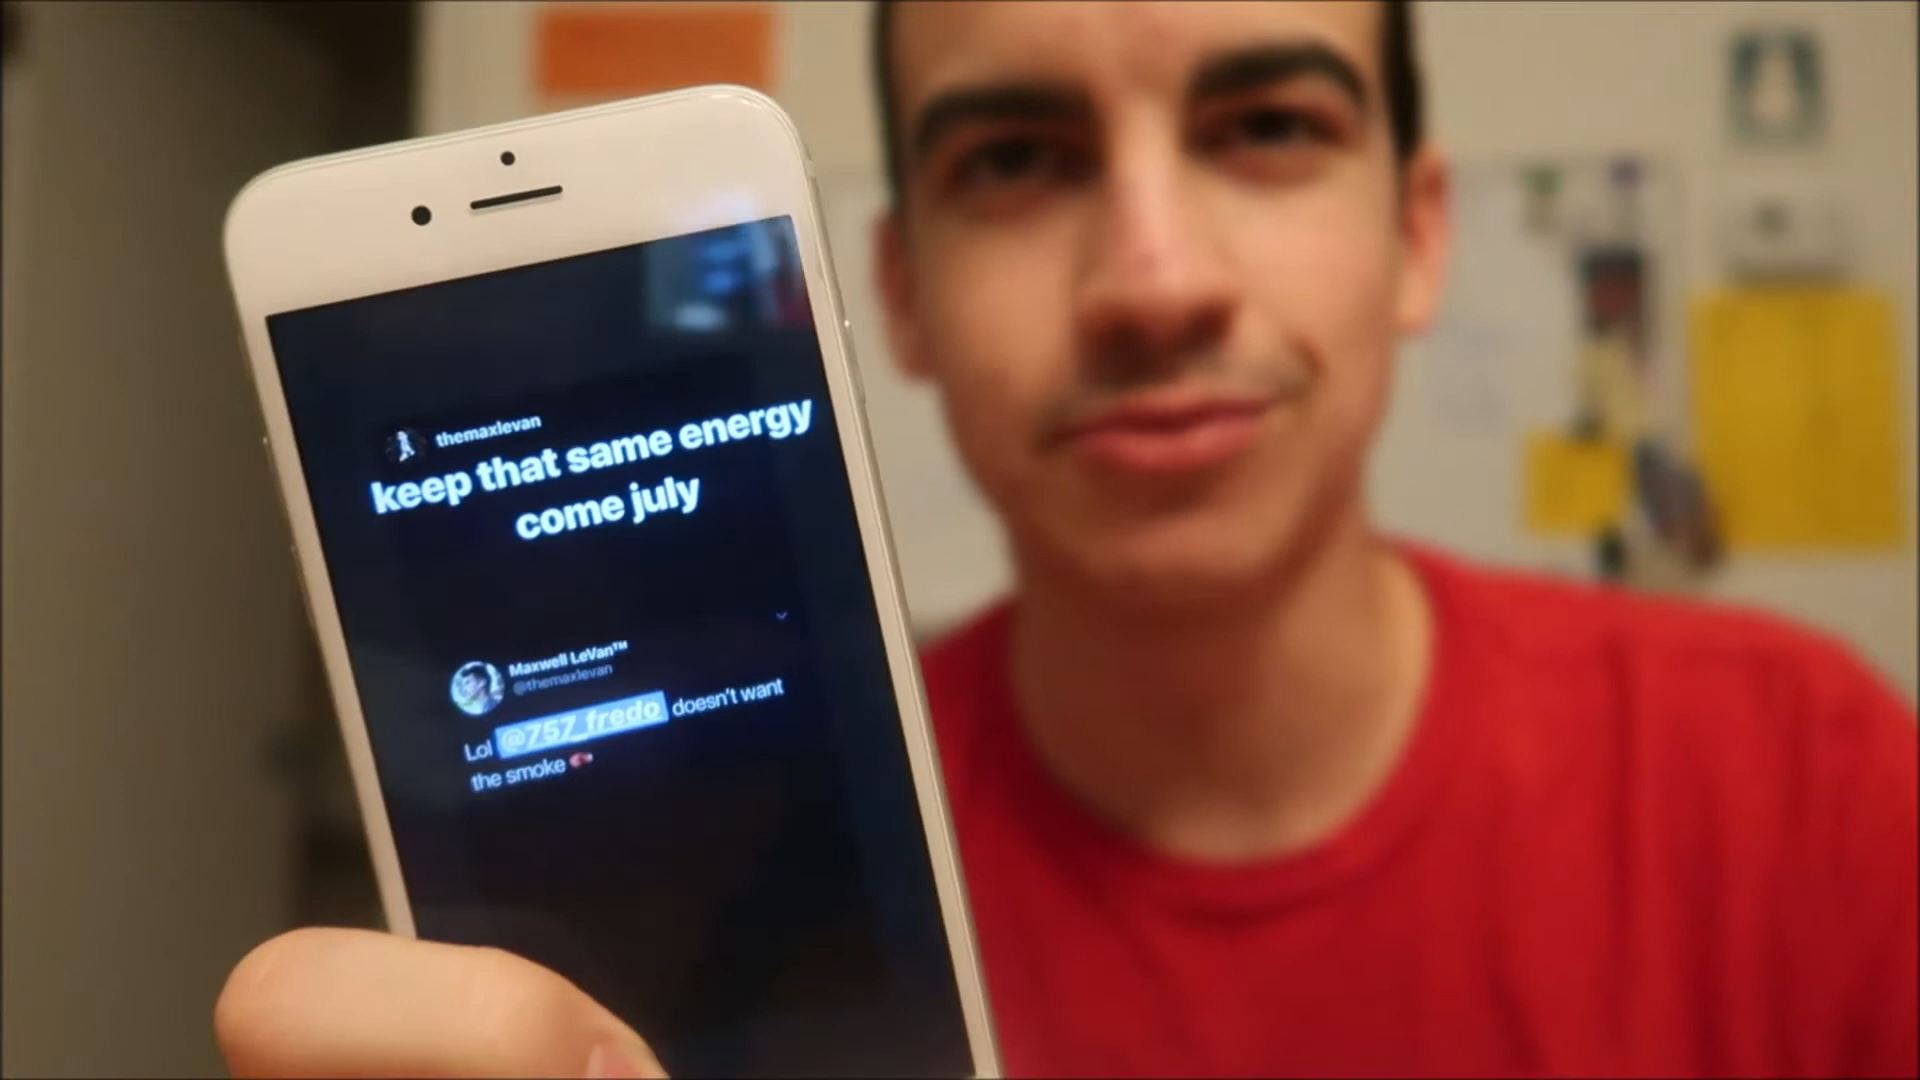 themaxlevan
keep that same energy
come july
Maxwell LeVan™
@themaxlevan
Lol @757_fredo doesn't want
the smoke